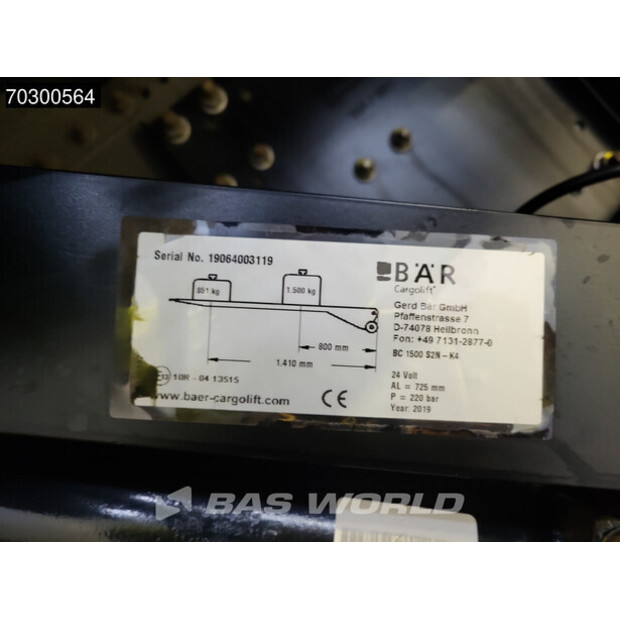 70300564
Serial No. 19064003119
851 kg
1.500 kg
800 mm
1.410 mm
10R - 04 13515
www.baer-cargolift.com
CE
BÄR
Cargolift
Gerd Bär GmbH
Pfaffenstrasse 7
D-74078 Heilbronn
Fon: +49 7131-2877-0
BC 1500 S2N - K4
24 Volt
AL = 725 mm
P = 220 bar
Year: 2019
BAS WORLD